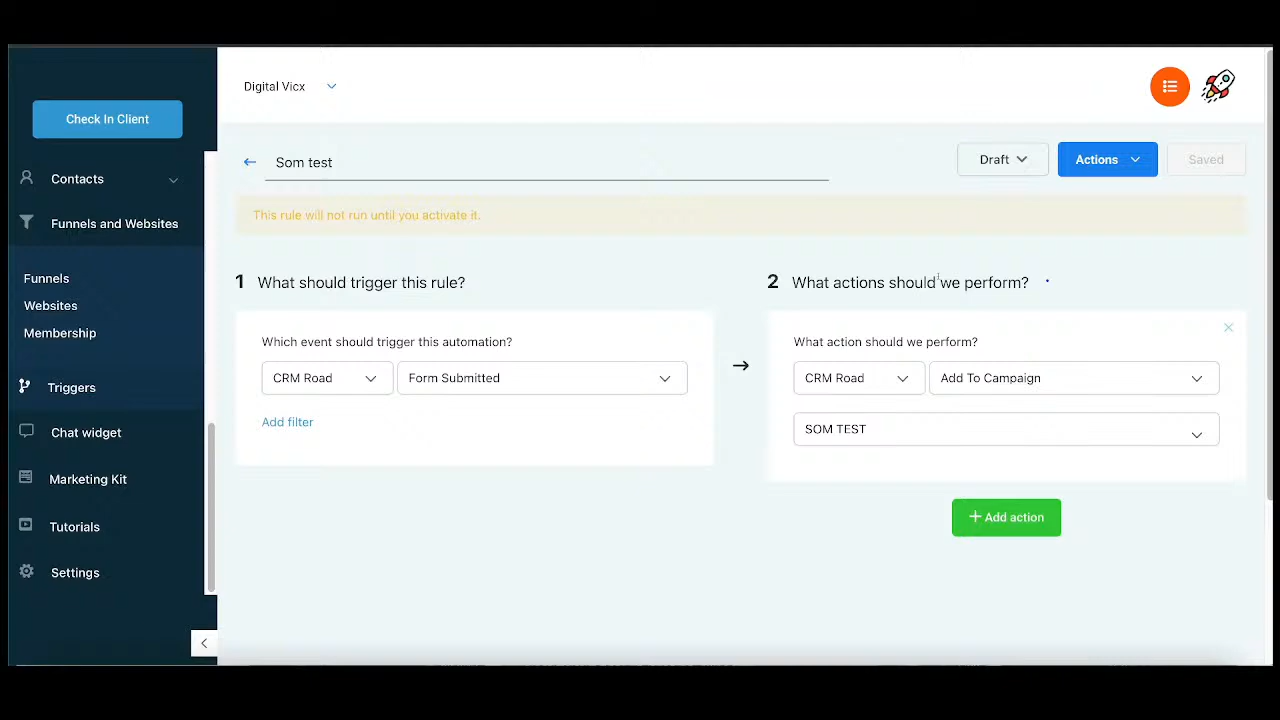 Check In Client
Contacts
Funnels and Websites
Funnels
Websites
Membership
Triggers
Chat widget
Marketing Kit
Tutorials
Settings
Digital Vicx
Som test
Draft
Actions
Saved
This rule will not run until you activate it.
1 What should trigger this rule?
Which event should trigger this automation?
CRM Road
Form Submitted
Add filter
2 What actions should we perform?
What action should we perform?
CRM Road
Add To Campaign
SOM TEST
+ Add action